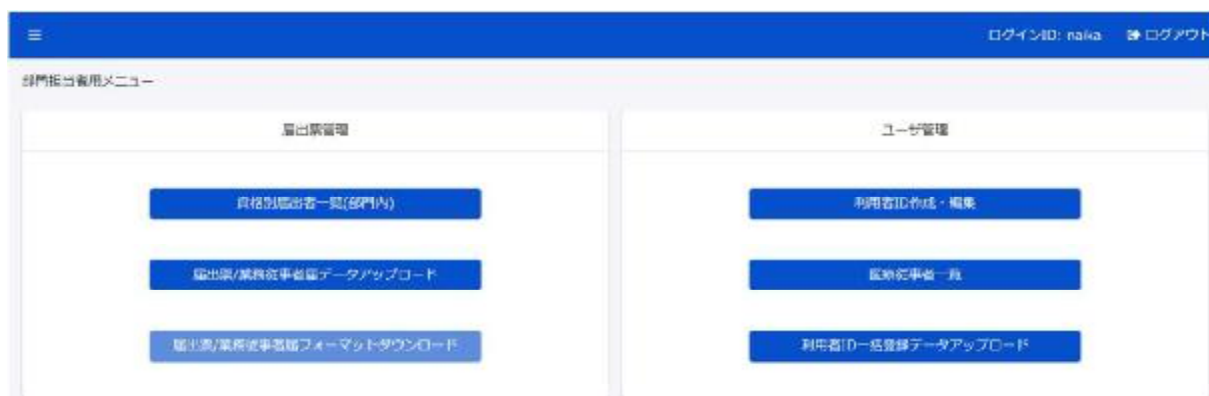 ログインID: naika ログアウト
部門担当者用メニュー
届出票管理
資格別届出者一覧(部門内)
届出票/業務従事者届データアップロード
届出票/業務従事者届フォーマットダウンロード
ユーザ管理
利用者ID作成・編集
医療従事者一覧
利用者ID一括登録データアップロード